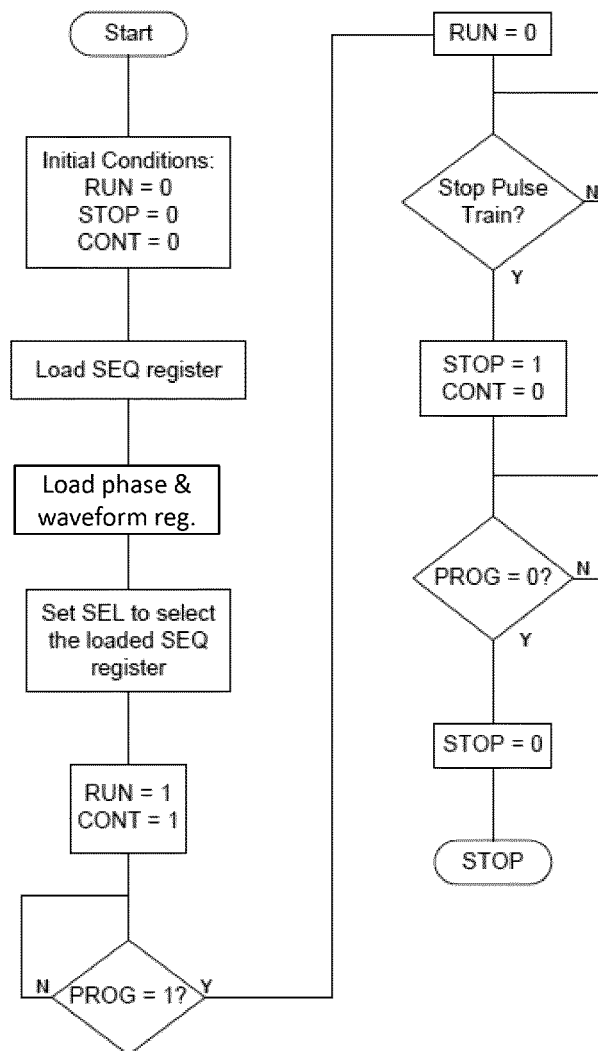 Start
Initial Conditions:
RUN = 0
STOP = 0
CONT = 0
Load SEQ register
Load phase &
waveform reg.
Set SEL to select
the loaded SEQ
register
RUN = 1
CONT = 1
N
PROG = 1?
Y
RUN = 0
Stop Pulse
Train?
N
Y
STOP = 1
CONT = 0
PROG = 0?
N
Y
STOP = 0
STOP